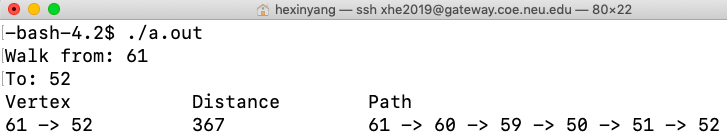 hexinyang — ssh xhe2019@gateway.coe.neu.edu — 80×22
[-bash-4.2$ ./a.out
[Walk from: 61
[To: 52
Vertex Distance Path
61 -> 52 367 61 -> 60 -> 59 -> 50 -> 51 -> 52